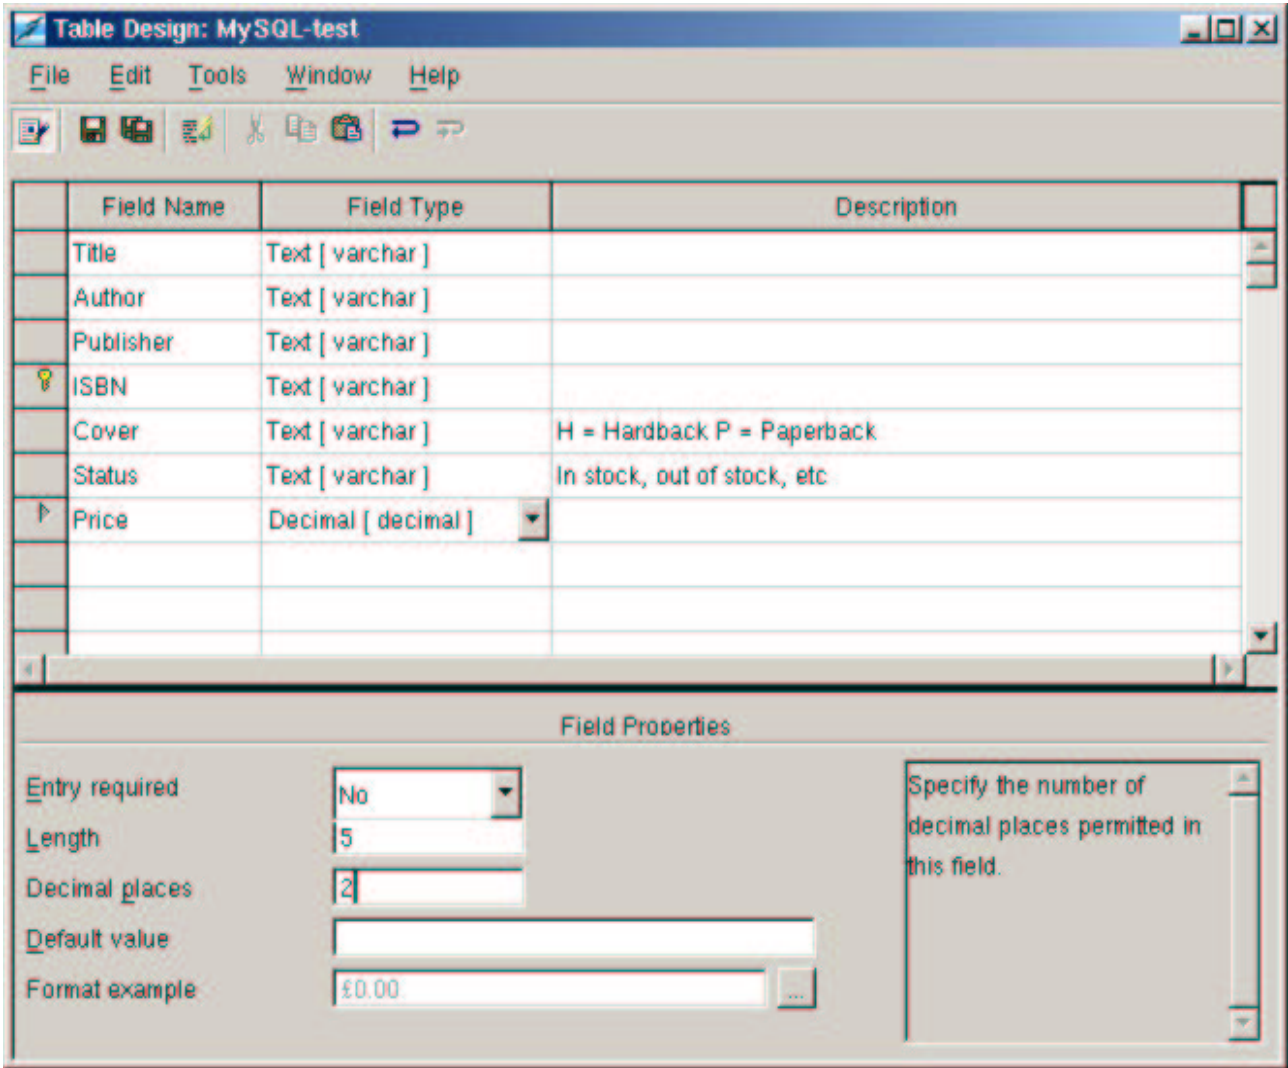 Table Design: MySQL-test
File Edit Tools Window Help
Field Name Field Type Description
Title Text [ varchar ]
Author Text [ varchar ]
Publisher Text [ varchar ]
ISBN Text [ varchar ]
Cover Text [ varchar ] H = Hardback P = Paperback
Status Text [ varchar ] In stock, out of stock, etc
Price Decimal [ decimal ]
Field Properties
Entry required No
Length 5
Decimal places 2
Default value
Format example £0.00 ...
Specify the number of
decimal places permitted in
this field.